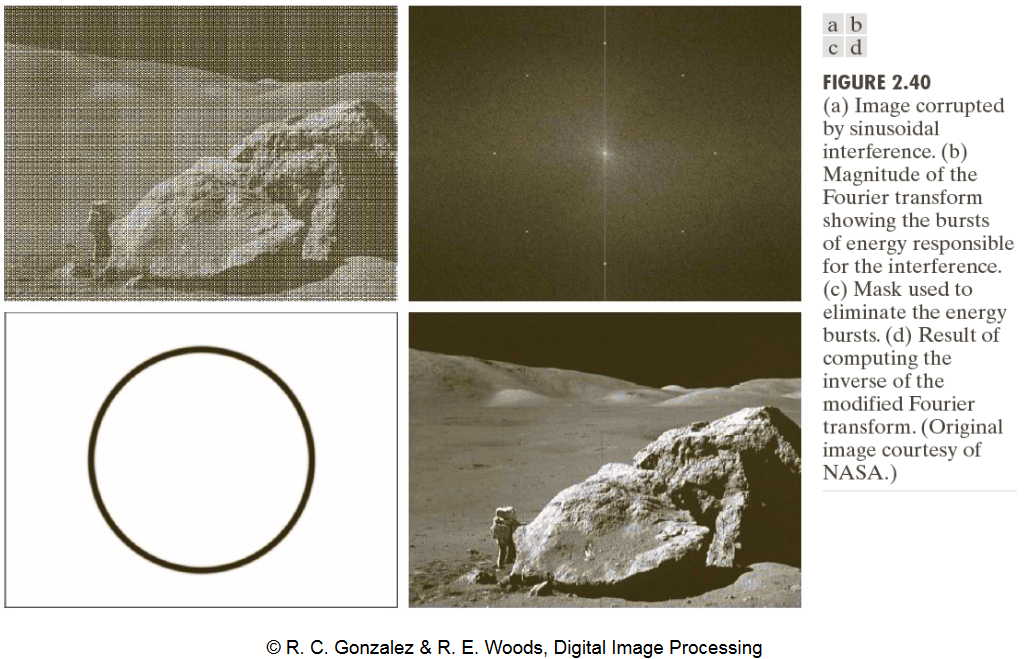 a b
c d
FIGURE 2.40
(a) Image corrupted
by sinusoidal
interference. (b)
Magnitude of the
Fourier transform
showing the bursts
of energy responsible
for the interference.
(c) Mask used to
eliminate the energy
bursts. (d) Result of
computing the
inverse of the
modified Fourier
transform. (Original
image courtesy of
NASA.)
© R. C. Gonzalez & R. E. Woods, Digital Image Processing